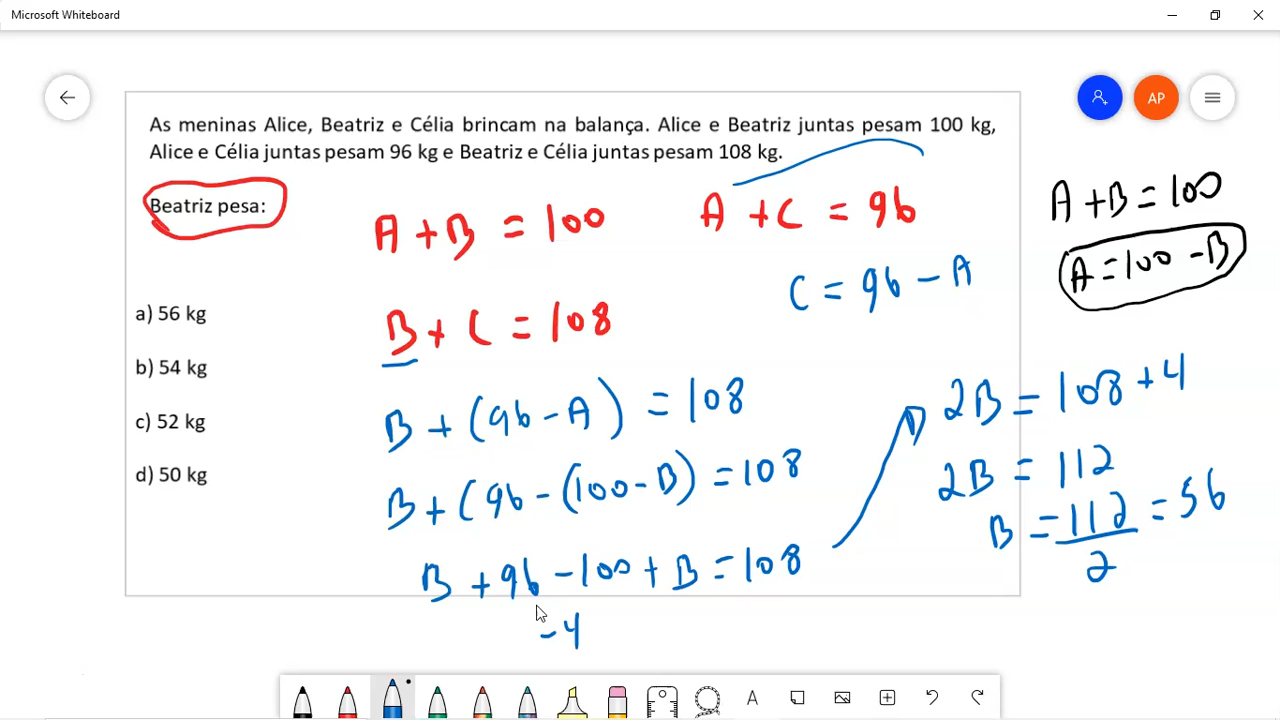 Microsoft Whiteboard
AP
As meninas Alice, Beatriz e Célia brincam na balança. Alice e Beatriz juntas pesam 100 kg,
Alice e Célia juntas pesam 96 kg e Beatriz e Célia juntas pesam 108 kg.
Beatriz pesa:
a) 56 kg
b) 54 kg
c) 52 kg
d) 50 kg
A + B = 100
B + C = 108
B + (96 - A) = 108
B + (96 - (100 - B) = 108
B + 96 - 100 + B = 108
- 4
A + C = 96
C = 96 - A
A + B = 100
A = 100 - B
2B = 108 + 4
2B = 112
B = 112 = 56
2
A